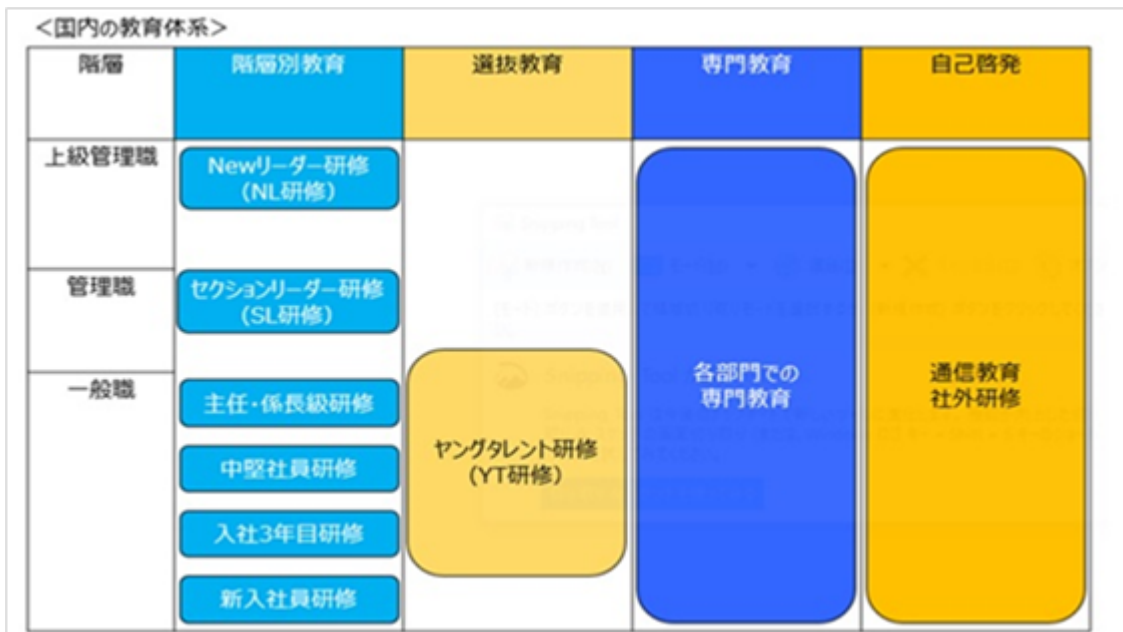 <国内の教育体系>
階層
階層別教育
選抜教育
専門教育
自己啓発
上級管理職
Newリーダー研修
(NL研修)
管理職
セクションリーダー研修
(SL研修)
一般職
主任・係長級研修
中堅社員研修
入社3年目研修
新入社員研修
ヤングタレント研修
(YT研修)
各部門での
専門教育
通信教育
社外研修